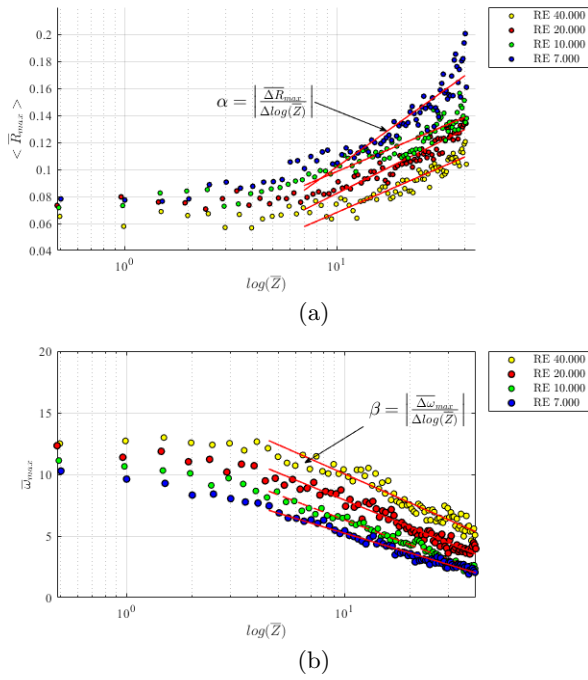 0.2
0.18
0.16
0.14
0.12
0.1
0.08
0.06
0.04
< R̅max >
α = | ΔR̅max / Δlog(Z̅) |
10⁰
10¹
log(Z̅)
RE 40.000
RE 20.000
RE 10.000
RE 7.000
(a)
20
15
10
5
0
ω̅max
β = | Δω̅max / Δlog(Z̅) |
10⁰
10¹
log(Z̅)
RE 40.000
RE 20.000
RE 10.000
RE 7.000
(b)